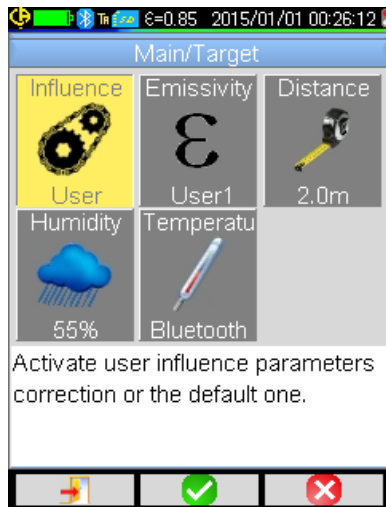 ε=0.85 2015/01/01 00:26:12
Main/Target
Influence Emissivity Distance
ε
User User1 2.0m
Humidity Temperatu
55% Bluetooth
Activate user influence parameters
correction or the default one.